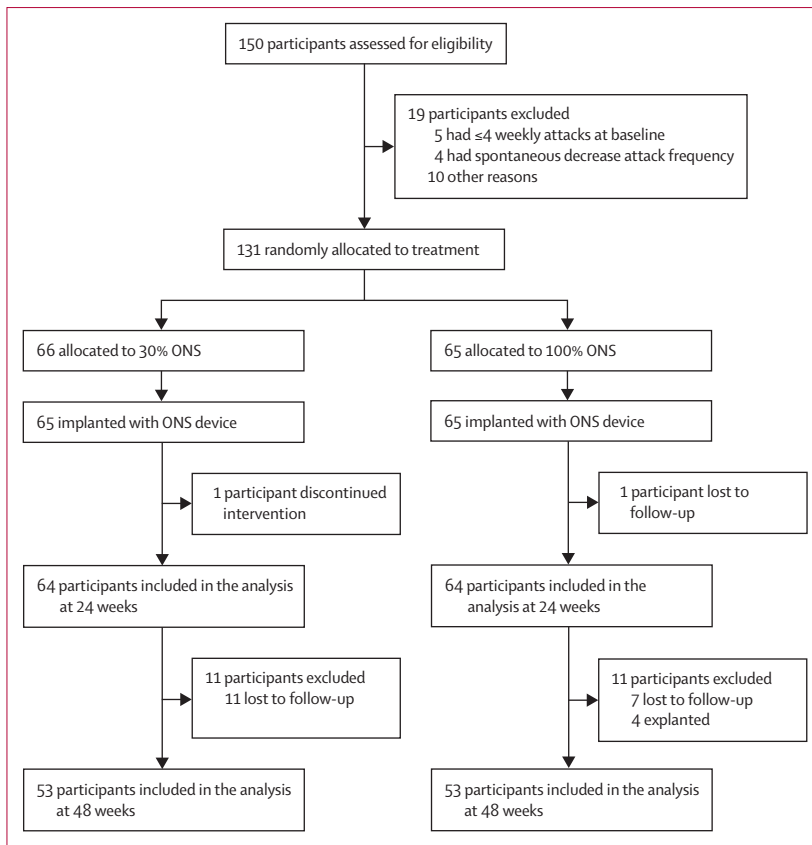 150 participants assessed for eligibility
19 participants excluded
5 had ≤4 weekly attacks at baseline
4 had spontaneous decrease attack frequency
10 other reasons
131 randomly allocated to treatment
66 allocated to 30% ONS
65 allocated to 100% ONS
65 implanted with ONS device
65 implanted with ONS device
1 participant discontinued
intervention
1 participant lost to
follow-up
64 participants included in the analysis
at 24 weeks
64 participants included in the
analysis at 24 weeks
11 participants excluded
11 lost to follow-up
11 participants excluded
7 lost to follow-up
4 explanted
53 participants included in the analysis
at 48 weeks
53 participants included in the analysis
at 48 weeks